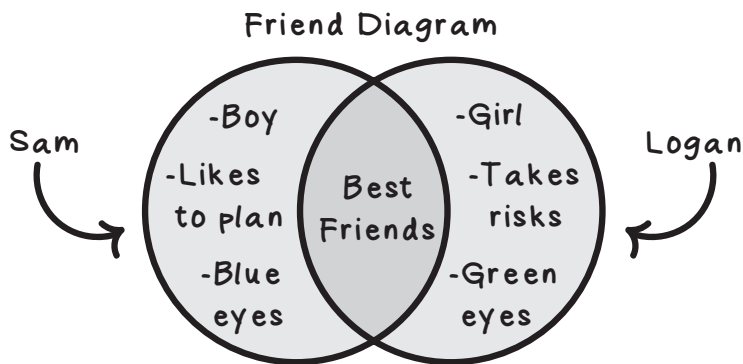 Friend Diagram
Sam
-Boy
-Likes
to plan
-Blue
eyes
Best
Friends
-Girl
-Takes
risks
-Green
eyes
Logan